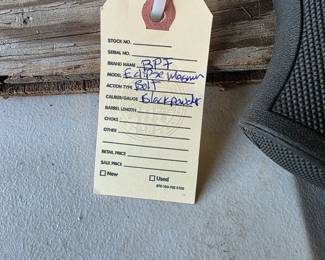 STOCK NO.
SERIAL NO.
BRAND NAME BP7
MODEL Eclipse Magnum
ACTION TYPE Bolt
CALIBER/GAUGE Blackpowder
BARREL LENGTH
CHOKE
OTHER
RETAIL PRICE
SALE PRICE
New Used